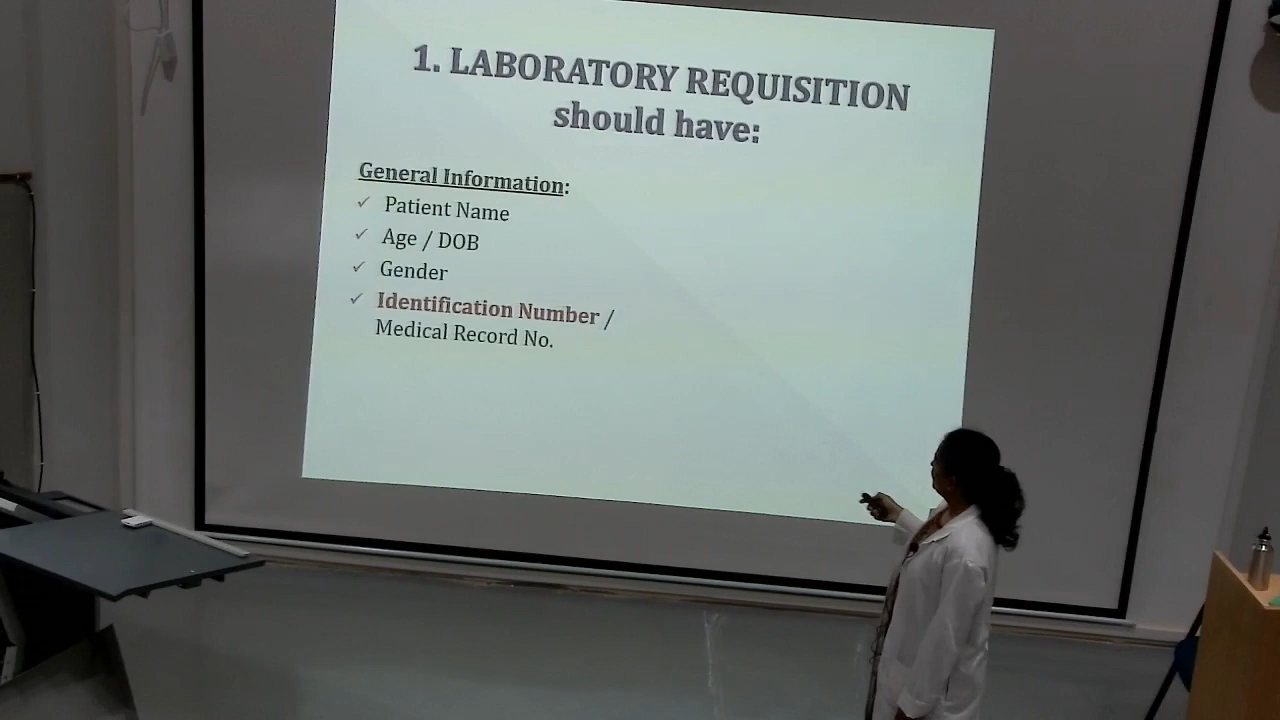 1. LABORATORY REQUISITION
should have:
General Information:
✓ Patient Name
✓ Age / DOB
✓ Gender
✓ Identification Number /
Medical Record No.